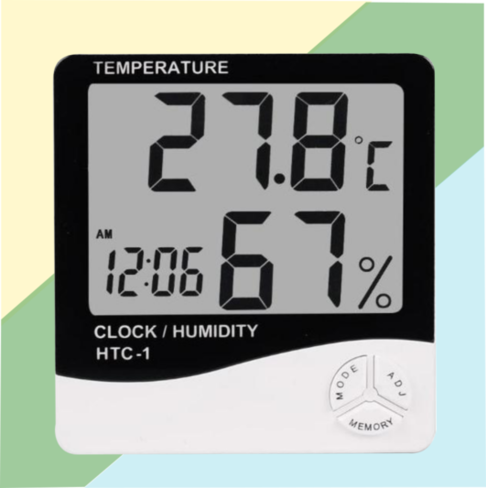 TEMPERATURE
27.8°C
AM
12:06 67%
CLOCK / HUMIDITY
HTC-1
MODE
ADJ
MEMORY